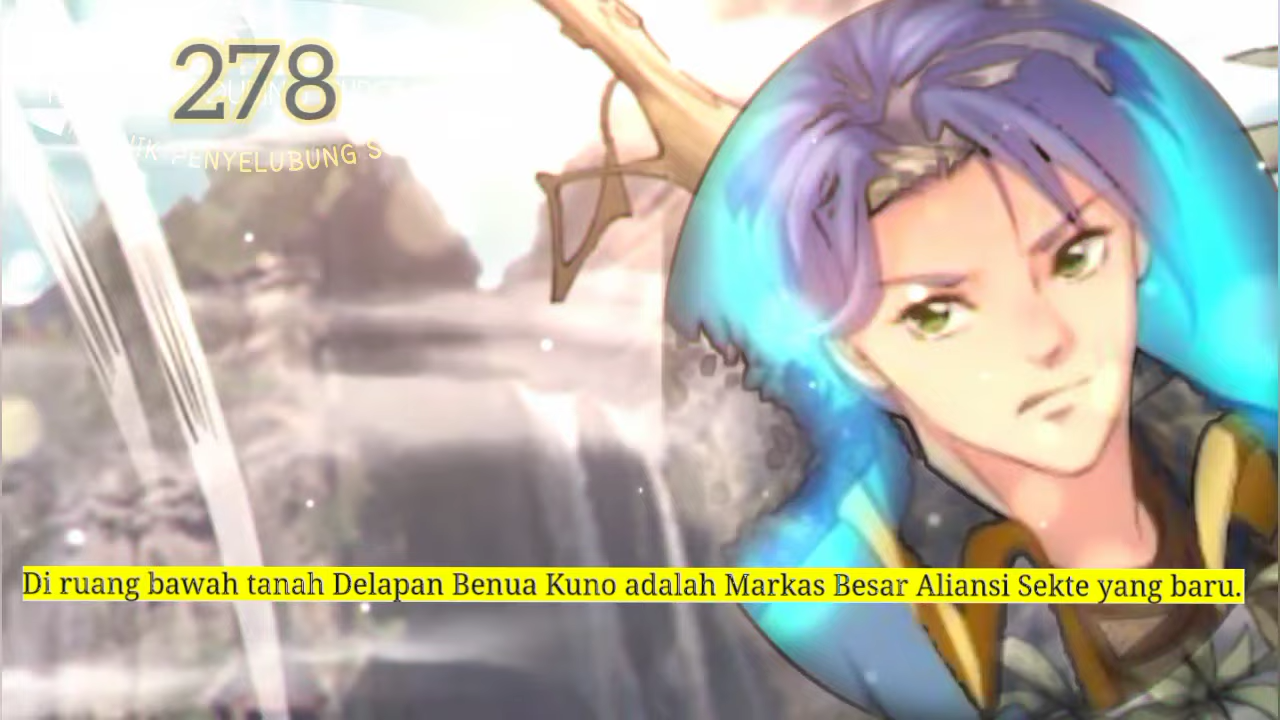 278
PENYELUBUNG S
Di ruang bawah tanah Delapan Benua Kuno adalah Markas Besar Aliansi Sekte yang baru.